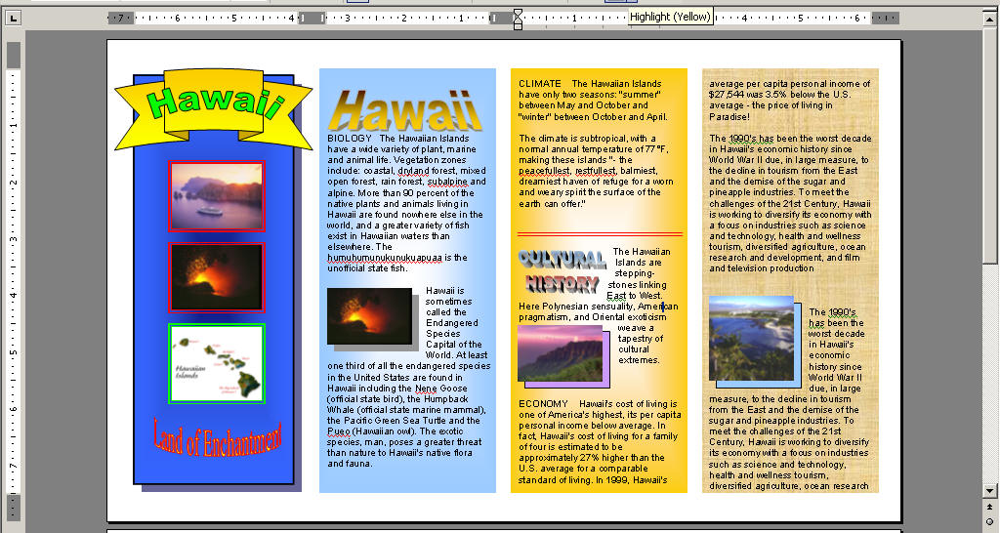 Highlight (Yellow)
7 6 5 4 3 2 1 1 2 3 4 5 6
1
2
3
4
5
6
7
Hawaii
Hawaiian
Islands
Land of Enchantment
Hawaii
BIOLOGY The Hawaiian Islands
have a wide variety of plant, marine
and animal life. Vegetation zones
include: coastal, dryland forest, mixed
open forest, rain forest, subalpine and
alpine. More than 90 percent of the
native plants and animals living in
Hawaii are found nowhere else in the
world, and a greater variety of fish
exist in Hawaiian waters than
elsewhere. The
humuhumunukunukuapuaa is the
unofficial state fish.
Hawaii is
sometimes
called the
Endangered
Species
Capital of the
World. At least
one third of all the endangered species
in the United States are found in
Hawaii including the Nene Goose
(official state bird), the Humpback
Whale (official state marine mammal),
the Pacific Green Sea Turtle and the
Pueo (Hawaiian owl). The exotic
species, man, poses a greater threat
than nature to Hawaii's native flora
and fauna.
CLIMATE The Hawaiian Islands
have only two seasons: "summer"
between May and October and
"winter" between October and April.
The climate is subtropical, with a
normal annual temperature of 77°F,
making these islands "- the
peacefullest, restfullest, balmiest,
dreamiest haven of refuge for a worn
and weary spirit the surface of the
earth can offer."
CULTURAL
HISTORY
The Hawaiian
Islands are
stepping-
stones linking
East to West.
Here Polynesian sensuality, American
pragmatism, and Oriental exoticism
weave a
tapestry of
cultural
extremes.
ECONOMY Hawaii's cost of living is
one of America's highest, its per capita
personal income below average. In
fact, Hawaii's cost of living for a family
of four is estimated to be
approximately 27% higher than the
U.S. average for a comparable
standard of living. In 1999, Hawaii's
average per capita personal income of
$27,544 was 3.5% below the U.S.
average - the price of living in
Paradise!
The 1990's has been the worst decade
in Hawaii's economic history since
World War II due, in large measure, to
the decline in tourism from the East
and the demise of the sugar and
pineapple industries. To meet the
challenges of the 21st Century, Hawaii
is working to diversify its economy with
a focus on industries such as science
and technology, health and wellness
tourism, diversified agriculture, ocean
research and development, and film
and television production
The 1990's
has been the
worst decade
in Hawaii's
economic
history since
World War II
due, in large
measure, to the decline in tourism
from the East and the demise of the
sugar and pineapple industries. To
meet the challenges of the 21st
Century, Hawaii is working to diversify
its economy with a focus on industries
such as science and technology,
health and wellness tourism,
diversified agriculture, ocean research